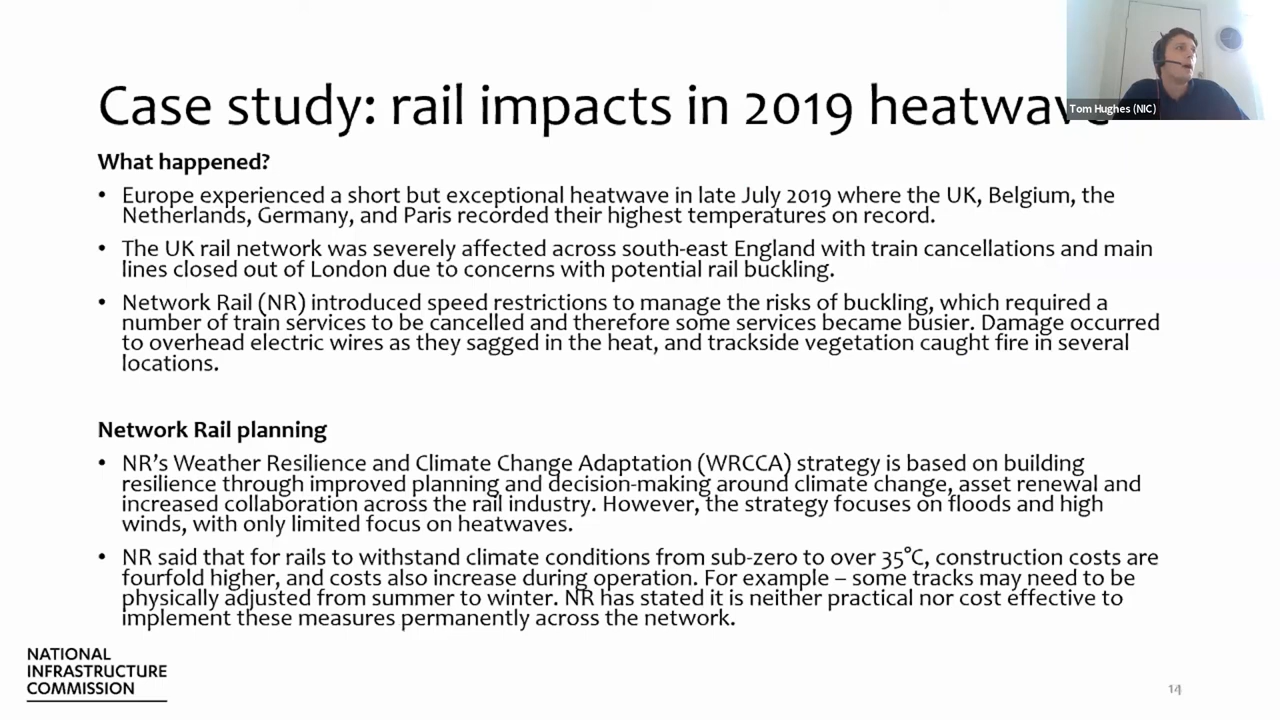 Case study: rail impacts in 2019 heatwave
Tom Hughes (NIC)
What happened?
• Europe experienced a short but exceptional heatwave in late July 2019 where the UK, Belgium, the
Netherlands, Germany, and Paris recorded their highest temperatures on record.
• The UK rail network was severely affected across south-east England with train cancellations and main
lines closed out of London due to concerns with potential rail buckling.
• Network Rail (NR) introduced speed restrictions to manage the risks of buckling, which required a
number of train services to be cancelled and therefore some services became busier. Damage occurred
to overhead electric wires as they sagged in the heat, and trackside vegetation caught fire in several
locations.
Network Rail planning
• NR’s Weather Resilience and Climate Change Adaptation (WRCCA) strategy is based on building
resilience through improved planning and decision-making around climate change, asset renewal and
increased collaboration across the rail industry. However, the strategy focuses on floods and high
winds, with only limited focus on heatwaves.
• NR said that for rails to withstand climate conditions from sub-zero to over 35°C, construction costs are
fourfold higher, and costs also increase during operation. For example – some tracks may need to be
physically adjusted from summer to winter. NR has stated it is neither practical nor cost effective to
implement these measures permanently across the network.
NATIONAL
INFRASTRUCTURE
COMMISSION
14